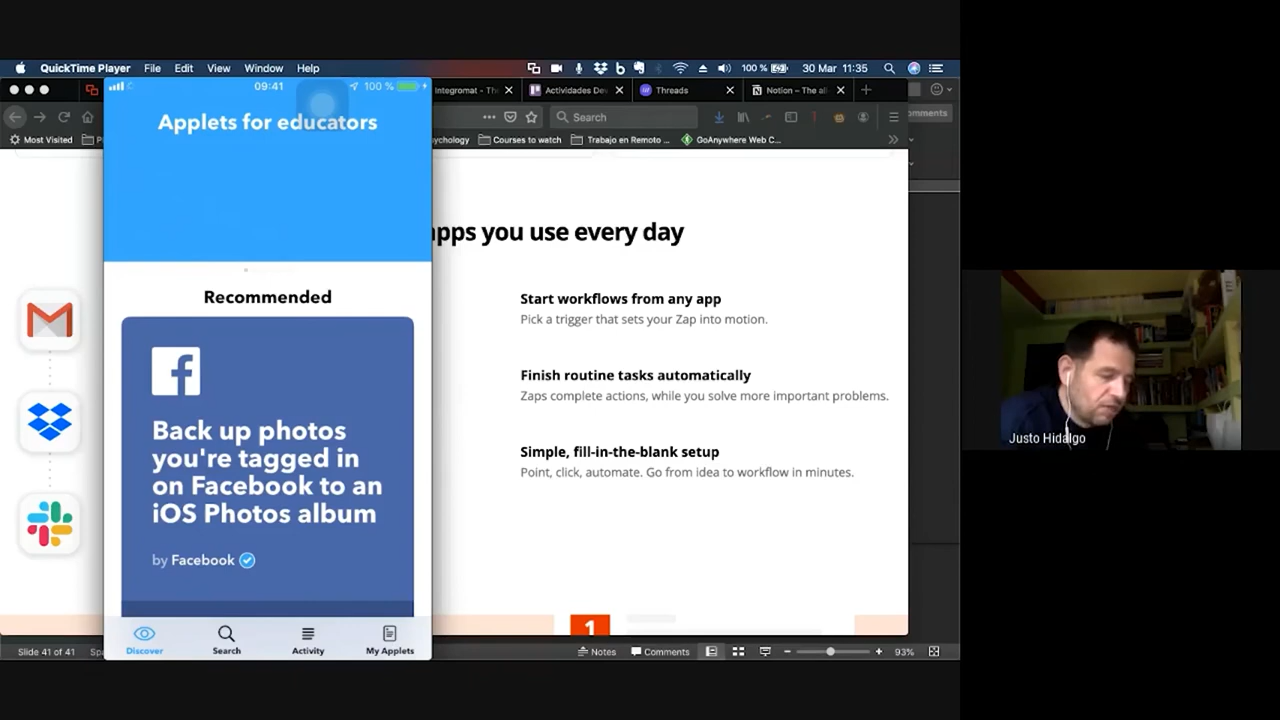 QuickTime Player File Edit View Window Help 100 % 30 Mar 11:35
Integromat - The Actividades De Threads Notion – The all
09:41 100 %
Search
Most Visited ychology Courses to watch Trabajo en Remoto ... GoAnywhere Web C...
omments
Applets for educators
apps you use every day
Recommended
Start workflows from any app
Pick a trigger that sets your Zap into motion.
Finish routine tasks automatically
Zaps complete actions, while you solve more important problems.
Simple, fill-in-the-blank setup
Point, click, automate. Go from idea to workflow in minutes.
Back up photos
you're tagged in
on Facebook to an
iOS Photos album
by Facebook
Justo Hidalgo
1
Discover Search Activity My Applets
Slide 41 of 41 Notes Comments 93%